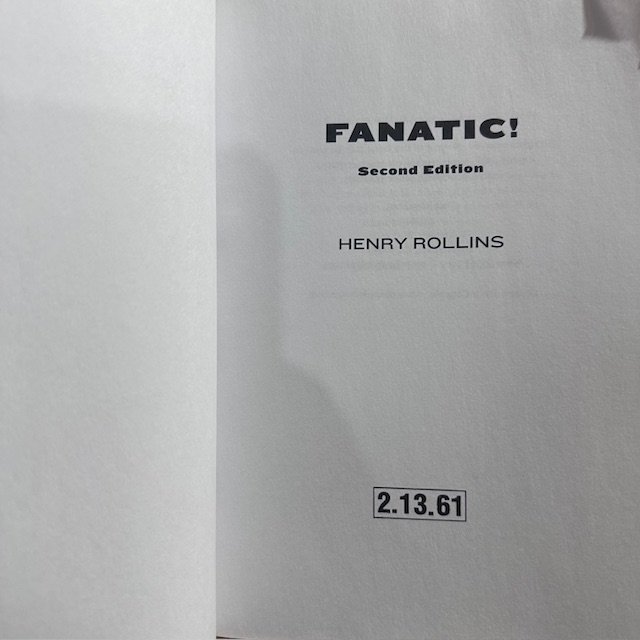 FANATIC!
Second Edition
HENRY ROLLINS
2.13.61